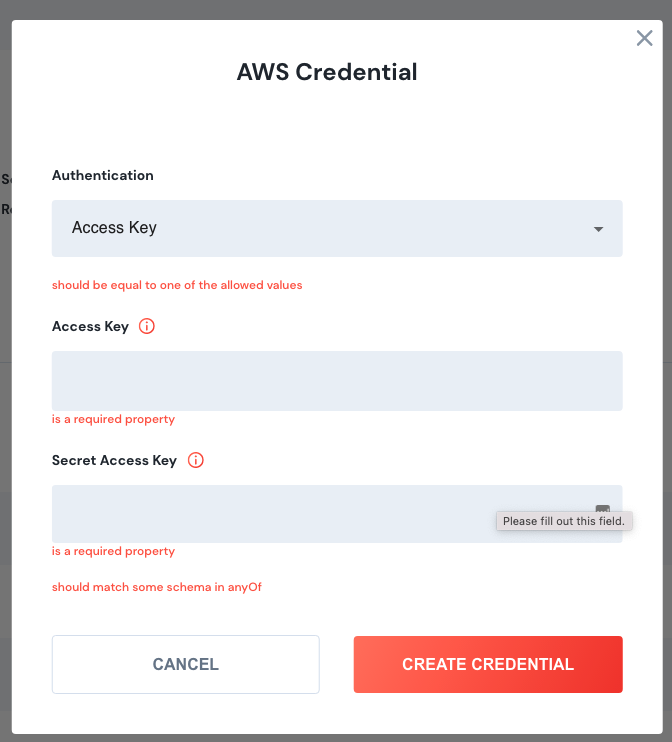 AWS Credential
Authentication
Access Key
should be equal to one of the allowed values
Access Key
is a required property
Secret Access Key
Please fill out this field.
is a required property
should match some schema in anyOf
CANCEL
CREATE CREDENTIAL